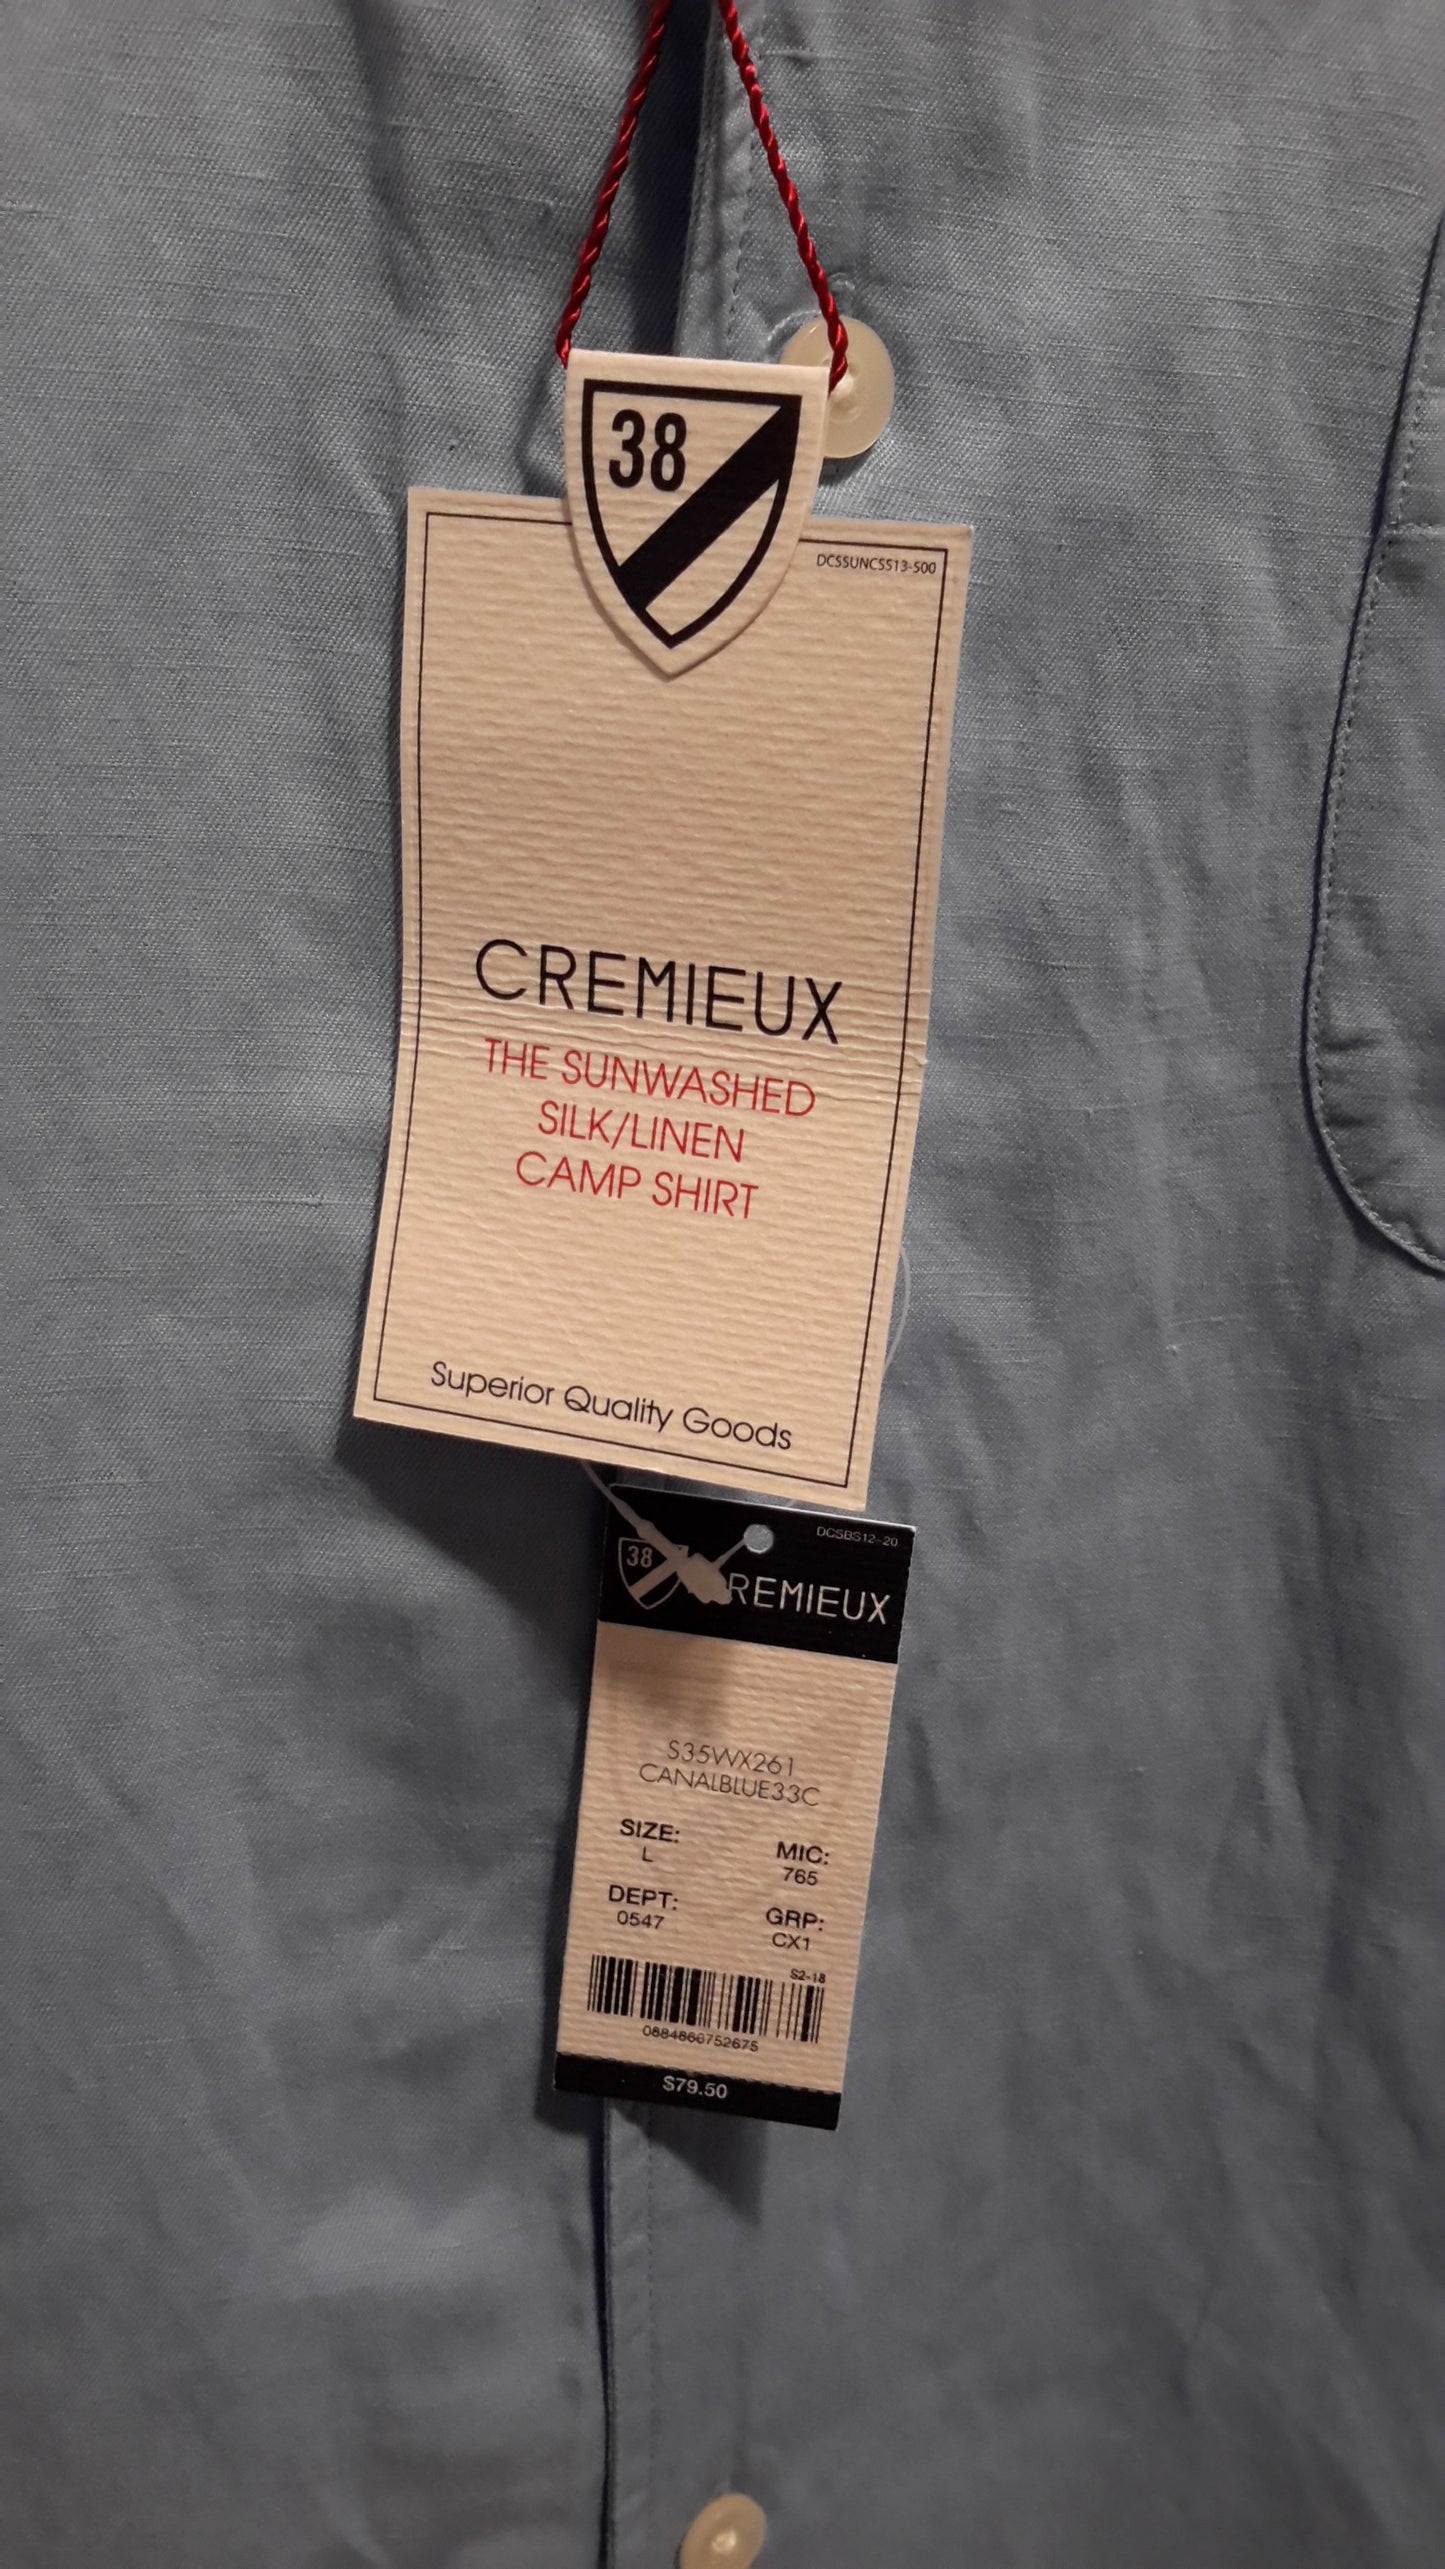 38
DCSSUNCSS13-500
CREMIEUX
THE SUNWASHED
SILK/LINEN
CAMP SHIRT
Superior Quality Goods
DCSBS12-20
38
REMIEUX
S35WX261
CANALBLUE33C
SIZE:
L
MIC:
765
DEPT:
0547
GRP:
CX1
S2-18
0884866752675
$79.50